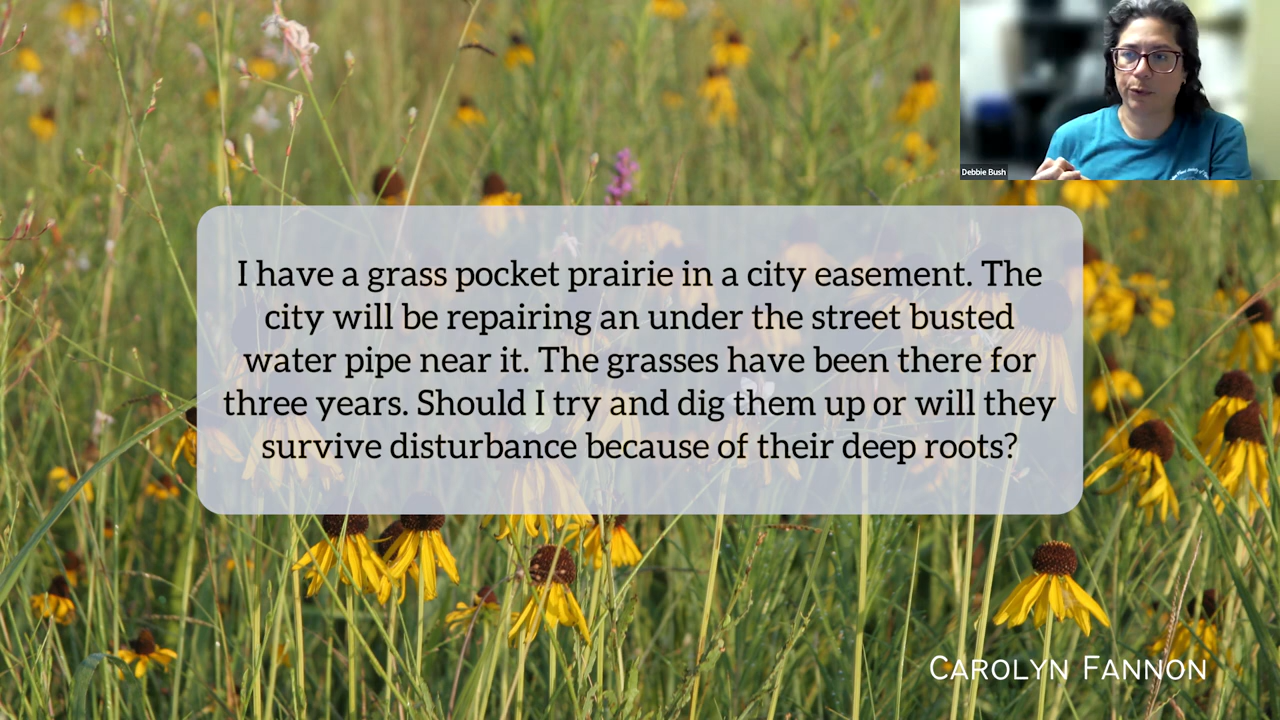 Debbie Bush
I have a grass pocket prairie in a city easement. The
city will be repairing an under the street busted
water pipe near it. The grasses have been there for
three years. Should I try and dig them up or will they
survive disturbance because of their deep roots?
Carolyn Fannon